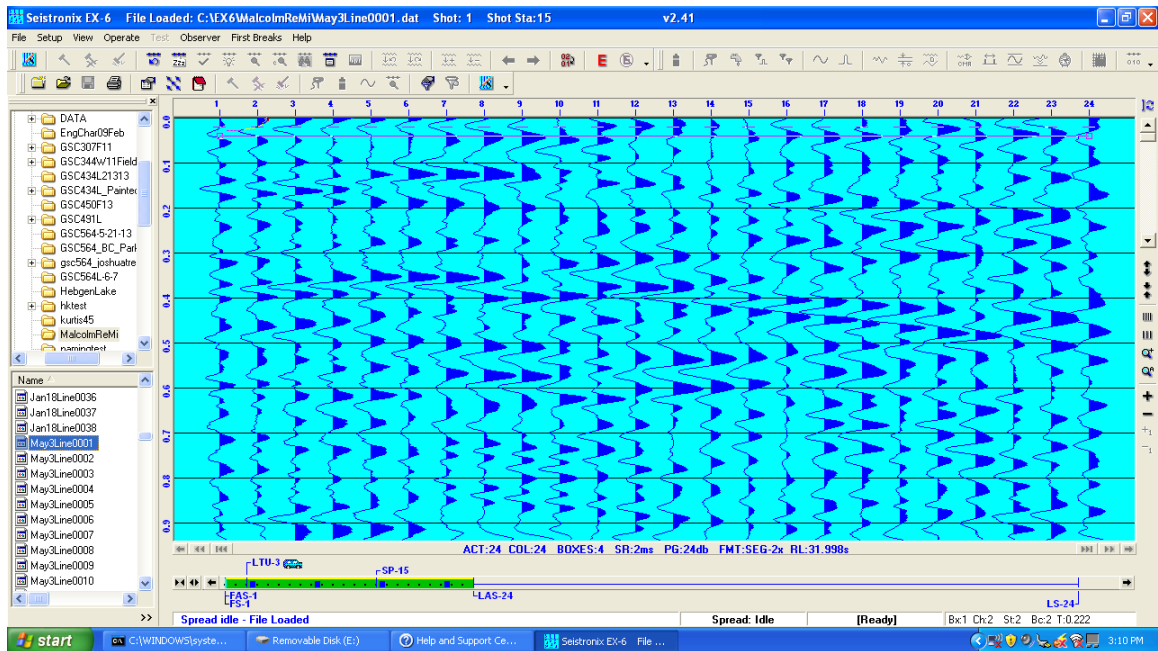 Seistronix EX-6 File Loaded: C:\EX6\MalcolmReMi\May3Line0001.dat Shot: 1 Shot Sta:15 v2.41
File Setup View Operate Test Observer First Breaks Help
1 2 3 4 5 6 7 8 9 10 11 12 13 14 15 16 17 18 19 20 21 22 23 24
0.0
0.1
0.2
0.3
0.4
0.5
0.6
0.7
0.8
0.9
DATA
EngChar09Feb
GSC307F11
GSC344W11Field
GSC434L21313
GSC434L_Painted
GSC450F13
GSC491L
GSC564-5-21-13
GSC564_BC_Park
gsc564_joshuatre
GSC564L-6-7
HebgenLake
hktest
kurtis45
MalcolmReMi
namingtest
Name
Jan18Line0036
Jan18Line0037
Jan18Line0038
May3Line0001
May3Line0002
May3Line0003
May3Line0004
May3Line0005
May3Line0006
May3Line0007
May3Line0008
May3Line0009
May3Line0010
ACT:24 COL:24 BOXES:4 SR:2ms PG:24db FMT:SEG-2x RL:31.998s
LTU-3
SP-15
FAS-1
LAS-24
FS-1
LS-24
>> Spread idle - File Loaded Spread: Idle [Ready] Bx:1 Ch:2 St:2 Bc:2 T:0.222
start C:\WINDOWS\syste... Removable Disk (E:) Help and Support Ce... Seistronix EX-6 File ... 3:10 PM